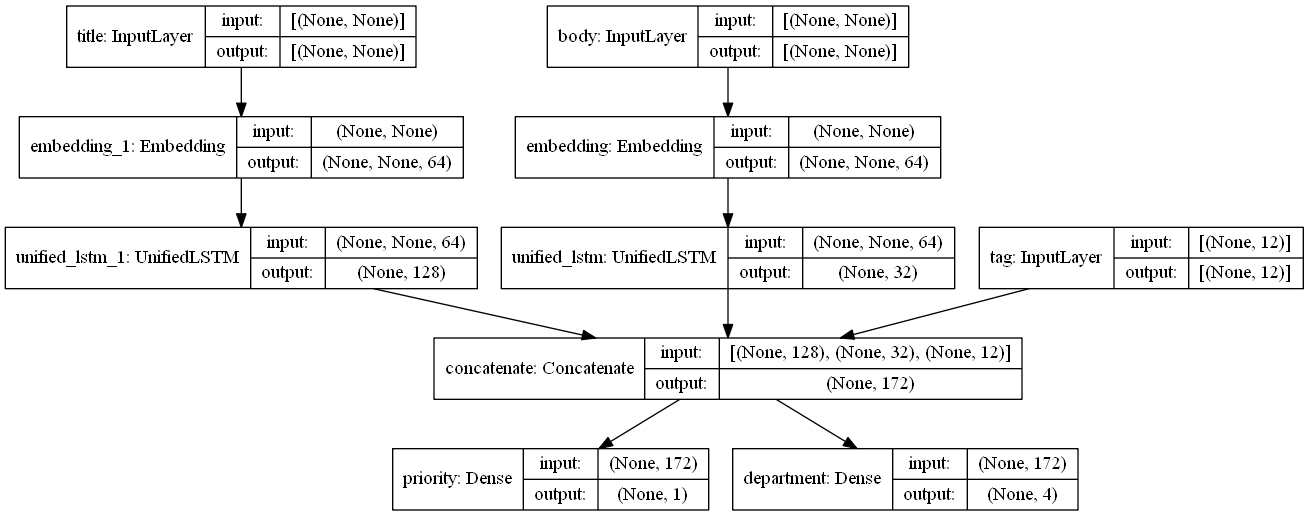 title: InputLayer input: [(None, None)]
output: [(None, None)]
body: InputLayer input: [(None, None)]
output: [(None, None)]
embedding_1: Embedding input: (None, None)
output: (None, None, 64)
embedding: Embedding input: (None, None)
output: (None, None, 64)
unified_lstm_1: UnifiedLSTM input: (None, None, 64)
output: (None, 128)
unified_lstm: UnifiedLSTM input: (None, None, 64)
output: (None, 32)
tag: InputLayer input: [(None, 12)]
output: [(None, 12)]
concatenate: Concatenate input: [(None, 128), (None, 32), (None, 12)]
output: (None, 172)
priority: Dense input: (None, 172)
output: (None, 1)
department: Dense input: (None, 172)
output: (None, 4)